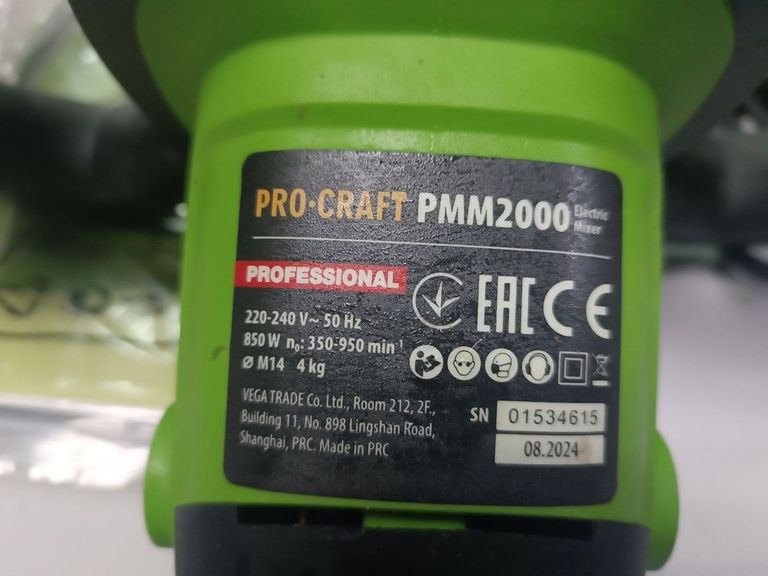 PRO·CRAFT PMM2000 Electric Mixer
PROFESSIONAL
EAC CE
220-240 V~ 50 Hz
850 W n₀: 350-950 min⁻¹
⌀ M14 4 kg
VEGA TRADE Co. Ltd., Room 212, 2F.,
Building 11, No. 898 Lingshan Road,
Shanghai, PRC. Made in PRC
SN 01534615
08.2024